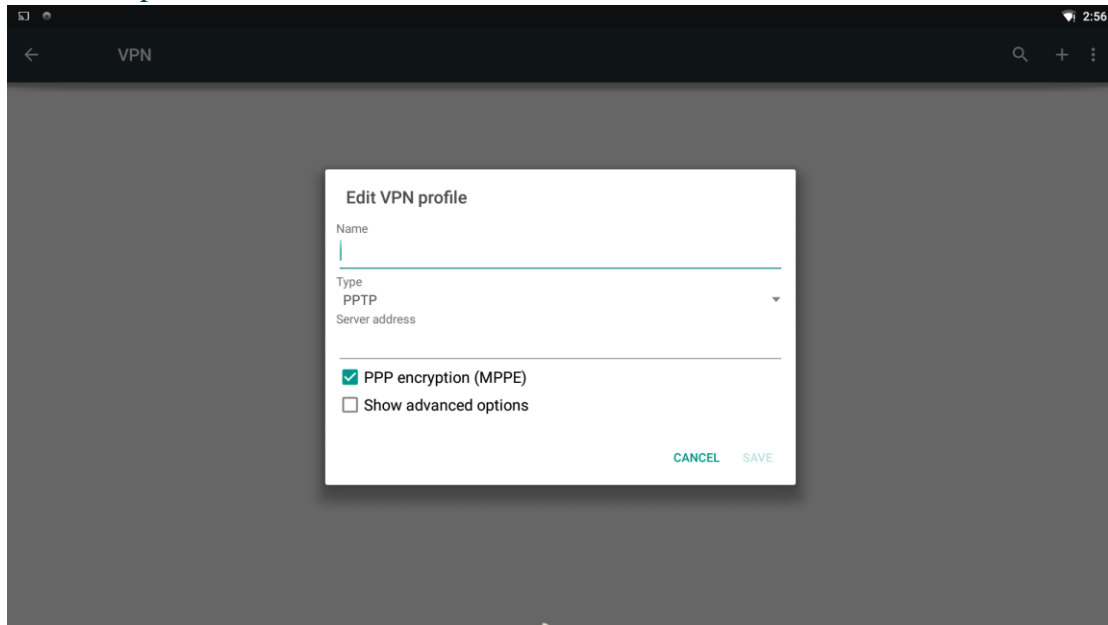 2:56
VPN
Edit VPN profile
Name
Type
PPTP
Server address
PPP encryption (MPPE)
Show advanced options
CANCEL SAVE